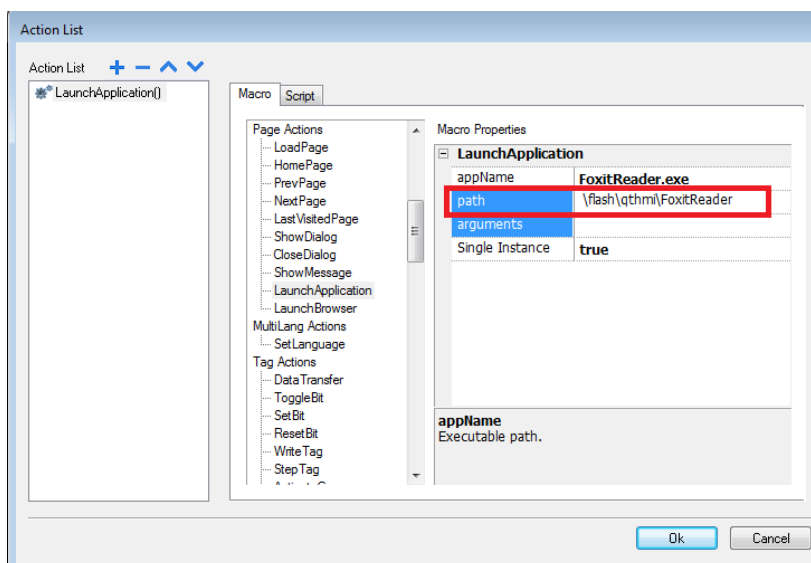 Action List
Action List
LaunchApplication()
Macro
Script
Page Actions
LoadPage
HomePage
PrevPage
NextPage
LastVisitedPage
ShowDialog
CloseDialog
ShowMessage
LaunchApplication
LaunchBrowser
MultiLang Actions
SetLanguage
Tag Actions
DataTransfer
ToggleBit
SetBit
ResetBit
WriteTag
StepTag
Macro Properties
LaunchApplication
appName FoxitReader.exe
path \flash\qthmi\FoxitReader
arguments
Single Instance true
appName
Executable path.
Ok
Cancel